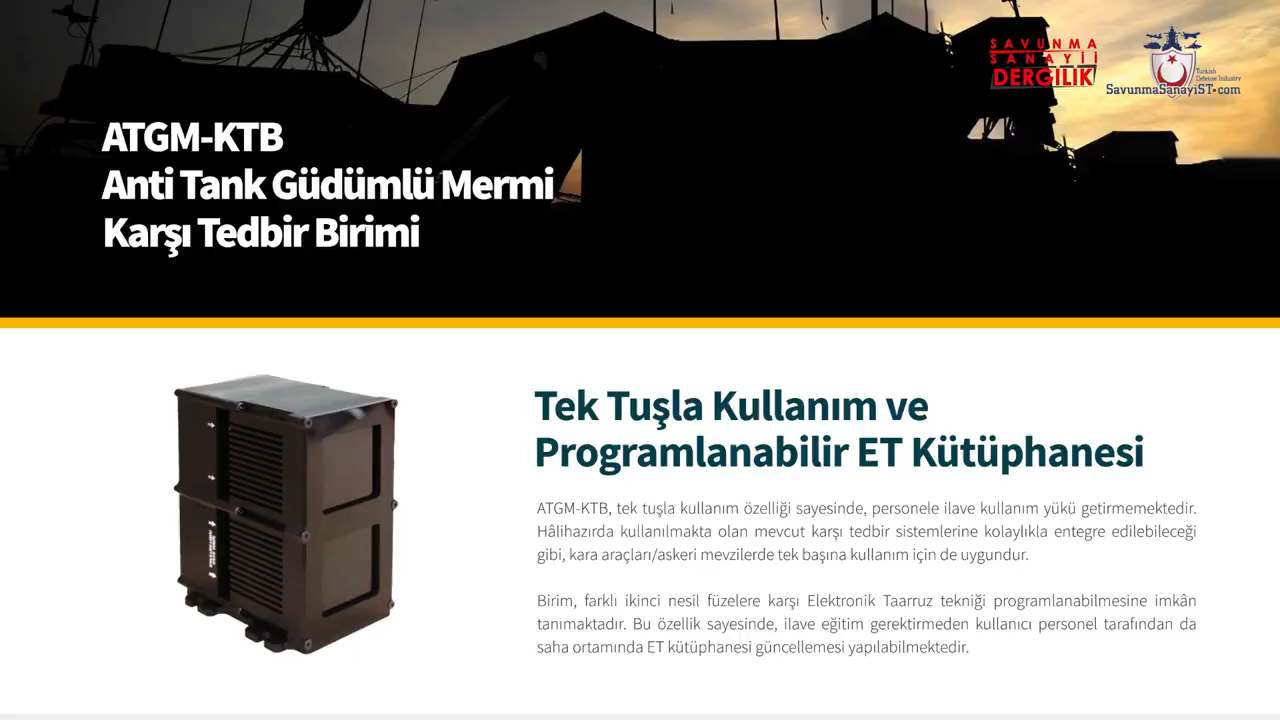 SAVUNMA
SANAYİİ
DERGİLİK
Turkish
Defense Industry
SavunmaSanayiST.com
ATGM-KTB
Anti Tank Güdümlü Mermi
Karşı Tedbir Birimi
Tek Tuşla Kullanım ve
Programlanabilir ET Kütüphanesi
ATGM-KTB, tek tuşla kullanım özelliği sayesinde, personele ilave kullanım yükü getirmemektedir.
Hâlihazırda kullanılmakta olan mevcut karşı tedbir sistemlerine kolaylıkla entegre edilebileceği
gibi, kara araçları/askeri mevzilerde tek başına kullanım için de uygundur.
Birim, farklı ikinci nesil füzelere karşı Elektronik Taarruz tekniği programlanabilmesine imkân
tanımaktadır. Bu özellik sayesinde, ilave eğitim gerektirmeden kullanıcı personel tarafından da
saha ortamında ET kütüphanesi güncellemesi yapılabilmektedir.